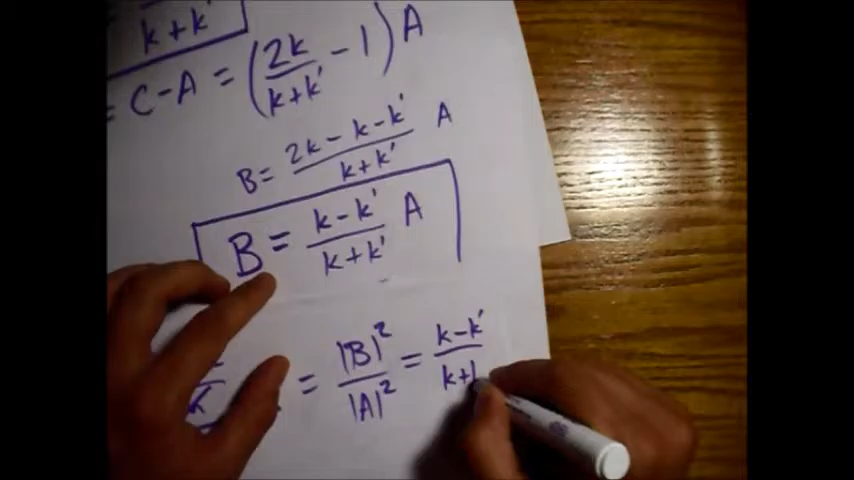 k+k'
= C-A = (2k/(k+k') - 1) A
B= (2k-k-k')/(k+k') A
B = (k-k')/(k+k') A
= |B|²/|A|² = (k-k')/(k+